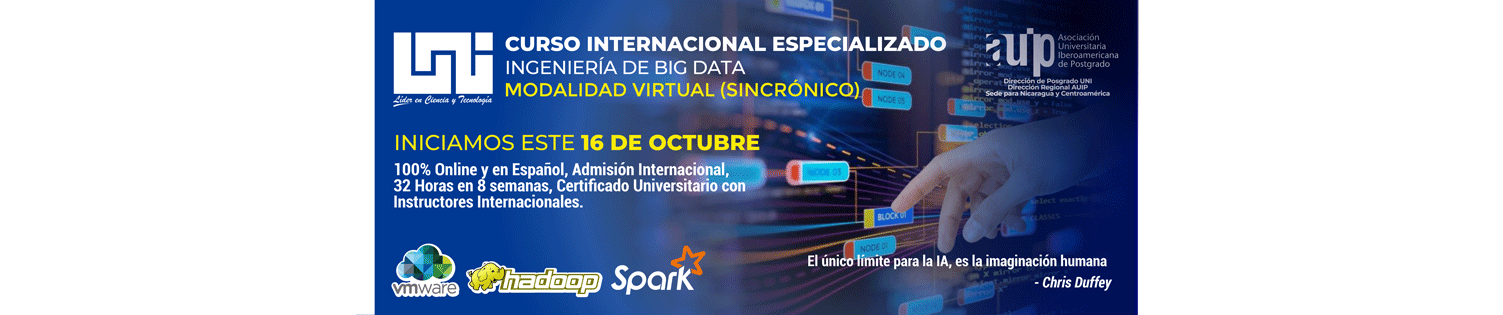 UNI
Líder en Ciencia y Tecnología
CURSO INTERNACIONAL ESPECIALIZADO
INGENIERÍA DE BIG DATA
MODALIDAD VIRTUAL (SINCRÓNICO)
auip
Asociación
Universitaria
Iberoamericana
de Postgrado
Dirección de Posgrado UNI
Dirección Regional AUIP
Sede para Nicaragua y Centroamérica
NODE 04
NODE 05
INICIAMOS ESTE 16 DE OCTUBRE
100% Online y en Español, Admisión Internacional,
32 Horas en 8 semanas, Certificado Universitario con
Instructores Internacionales.
NODE 03
BLOCK 01
NODE 07
vmware
hadoop
Spark
El único límite para la IA, es la imaginación humana
- Chris Duffey